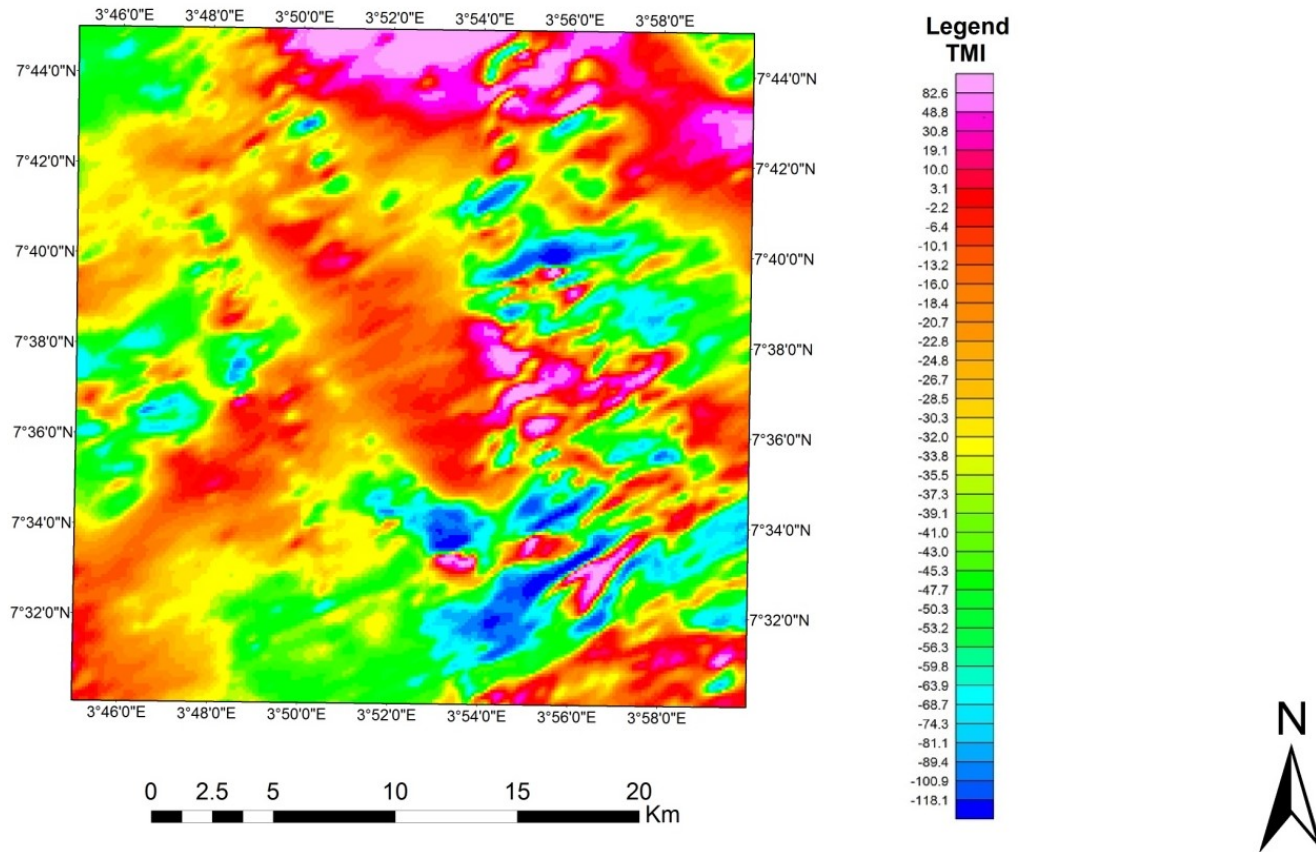 3°46'0"E 3°48'0"E 3°50'0"E 3°52'0"E 3°54'0"E 3°56'0"E 3°58'0"E
7°44'0"N 7°44'0"N
7°42'0"N 7°42'0"N
7°40'0"N 7°40'0"N
7°38'0"N 7°38'0"N
7°36'0"N 7°36'0"N
7°34'0"N 7°34'0"N
7°32'0"N 7°32'0"N
3°46'0"E 3°48'0"E 3°50'0"E 3°52'0"E 3°54'0"E 3°56'0"E 3°58'0"E
0 2.5 5 10 15 20
Km
Legend
TMI
82.6
48.8
30.8
19.1
10.0
3.1
-2.2
-6.4
-10.1
-13.2
-16.0
-18.4
-20.7
-22.8
-24.8
-26.7
-28.5
-30.3
-32.0
-33.8
-35.5
-37.3
-39.1
-41.0
-43.0
-45.3
-47.7
-50.3
-53.2
-56.3
-59.8
-63.9
-68.7
-74.3
-81.1
-89.4
-100.9
-118.1
N